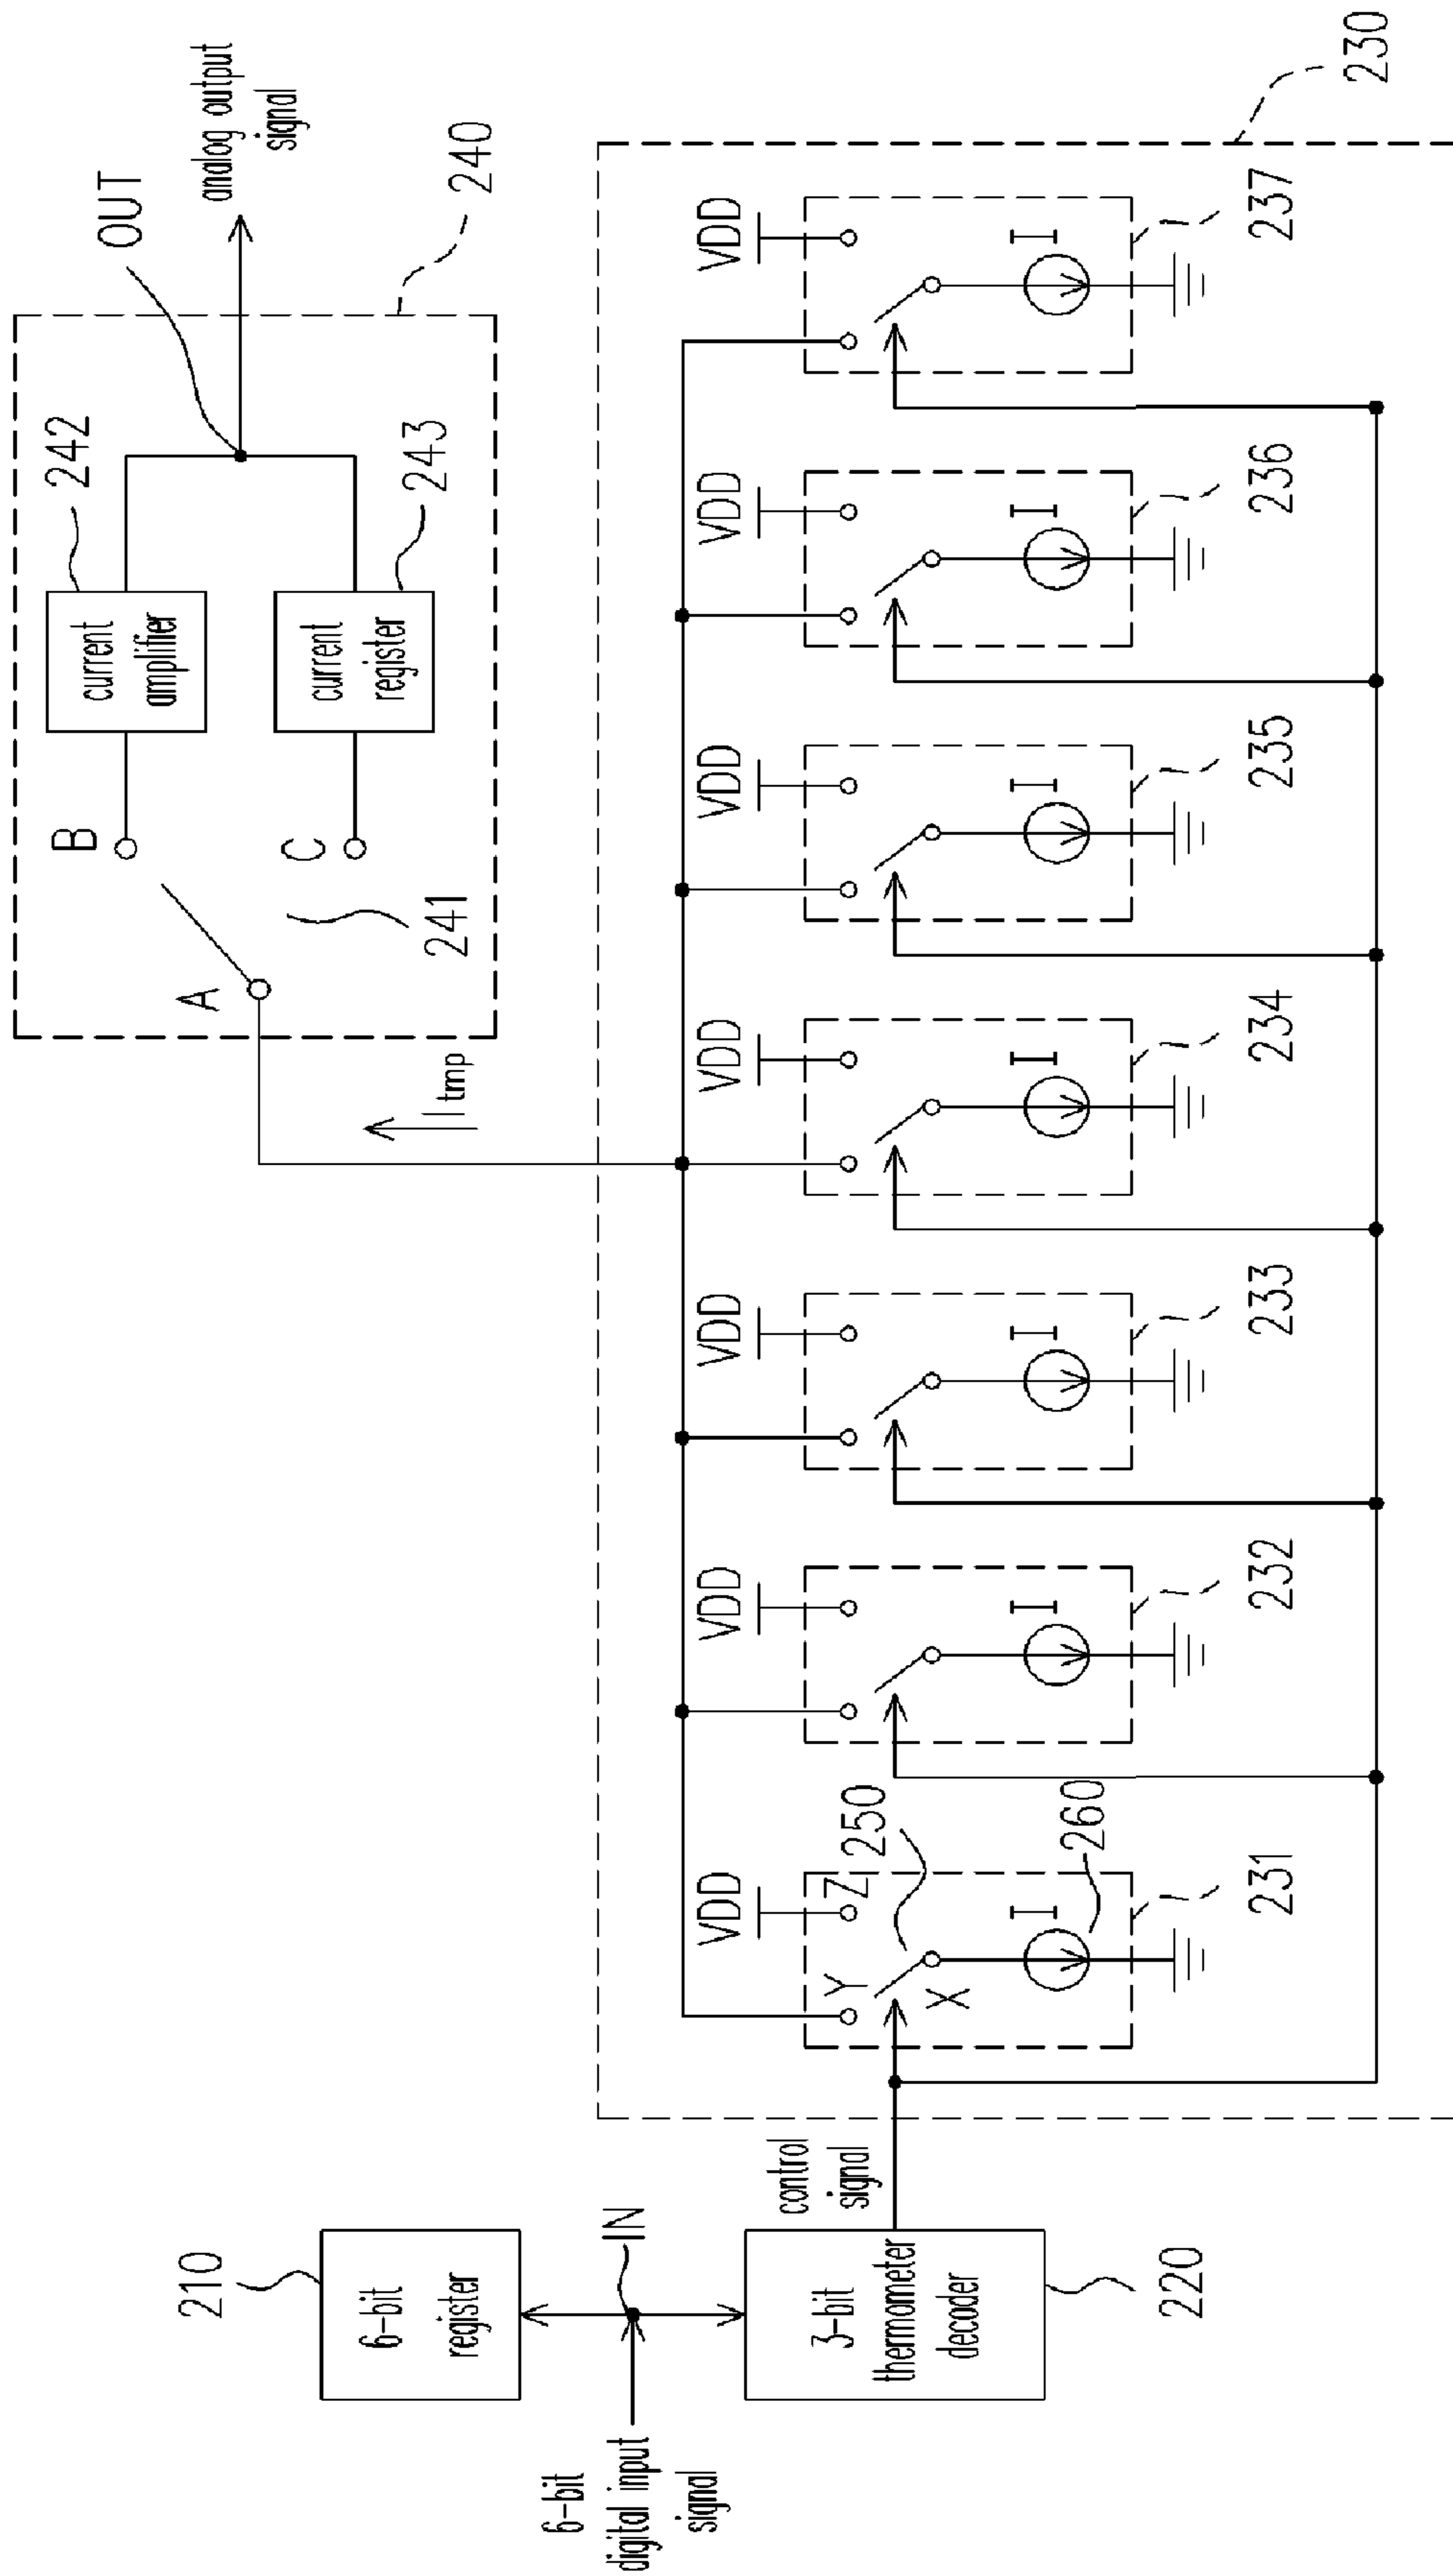 210
6-bit
register
6-bit
digital input
signal
IN
3-bit
thermometer
decoder
220
control
signal
Itmp
A
B
C
241
current
amplifier
242
current
register
243
OUT
analog output
signal
240
VDD
VDD
VDD
VDD
VDD
VDD
VDD
Y
Z
X
250
260
I
I
I
I
I
I
I
231
232
233
234
235
236
237
230